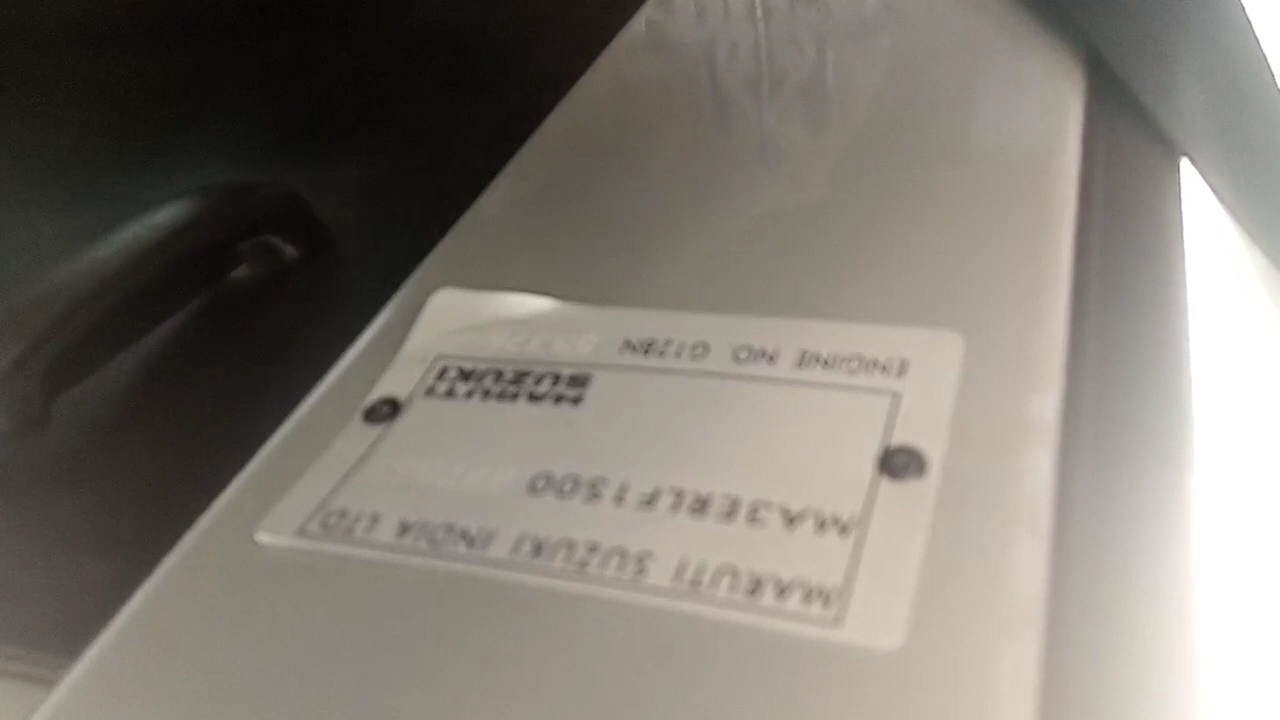 MARUTI SUZUKI INDIA LTD
MA3ERLF1S00
MARUTI
SUZUKI
ENGINE NO. G12BN